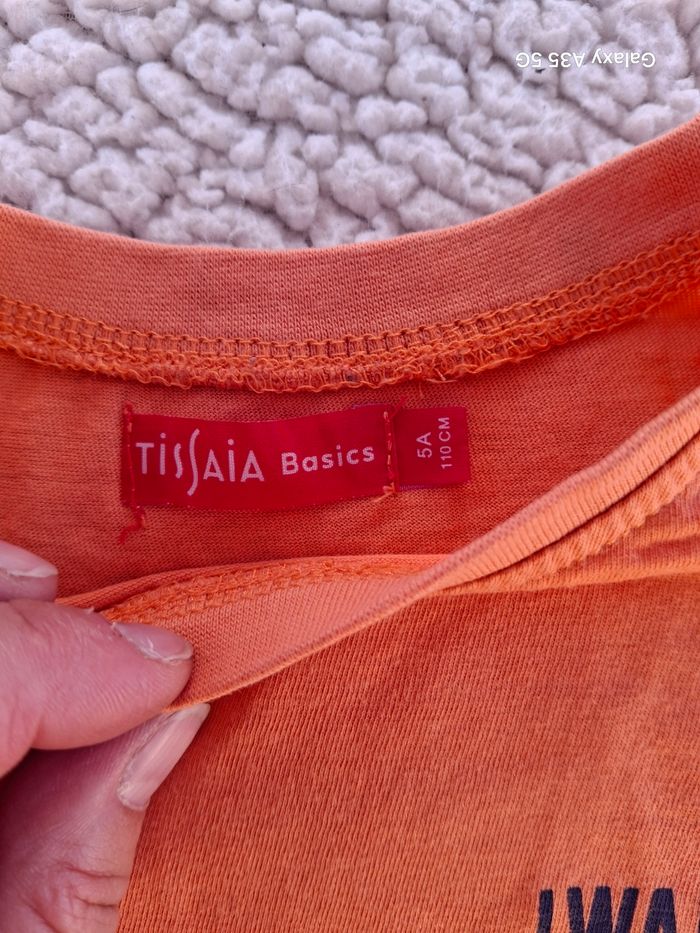 Galaxy A35 5G
TiSSAiA Basics
5A
110 CM